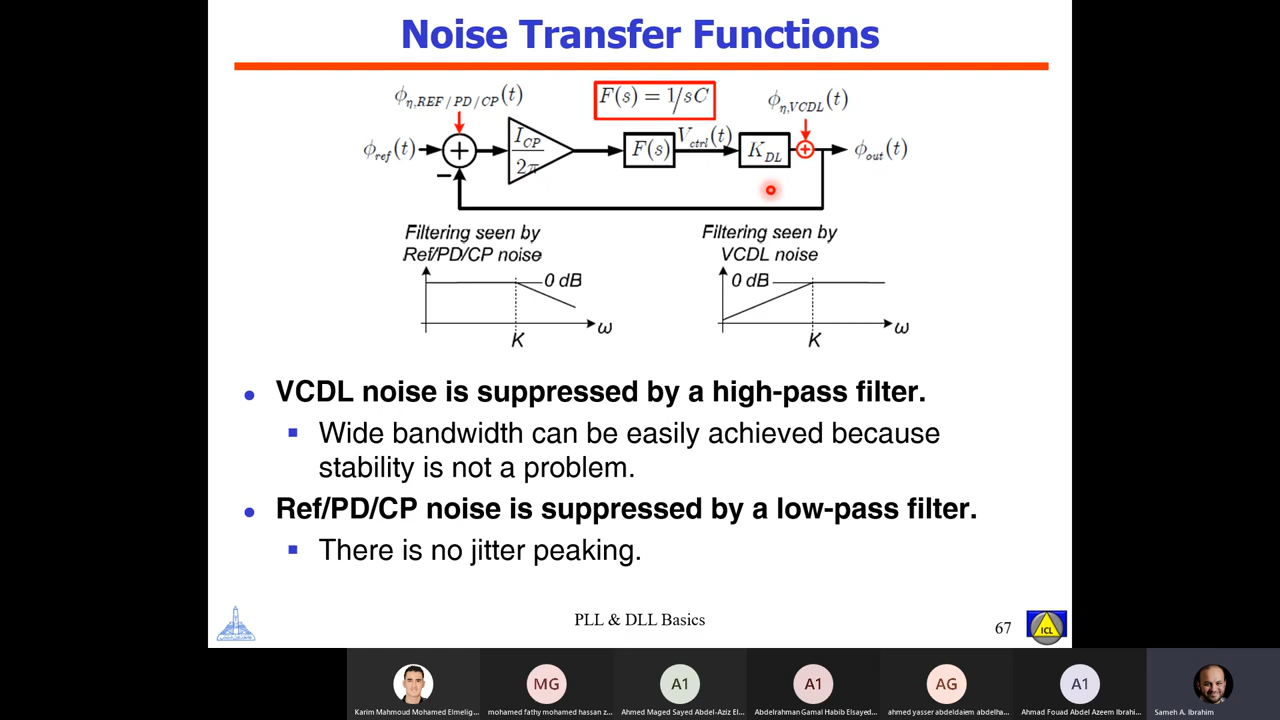 Noise Transfer Functions
ϕη,REF/PD/CP(t)
F(s) = 1/sC
ϕη,VCDL(t)
ϕref(t)
+
ICP
2π
F(s)
Vctrl(t)
KDL
+
ϕout(t)
−
Filtering seen by
Ref/PD/CP noise
0 dB
ω
K
Filtering seen by
VCDL noise
0 dB
ω
K
• VCDL noise is suppressed by a high-pass filter.
▪ Wide bandwidth can be easily achieved because
stability is not a problem.
• Ref/PD/CP noise is suppressed by a low-pass filter.
▪ There is no jitter peaking.
PLL & DLL Basics
67
ICL
MG
A1
A1
AG
A1
Karim Mahmoud Mohamed Elmelig...
mohamed fathy mohamed hassan z...
Ahmed Maged Sayed Abdel-Aziz El...
Abdelrahman Gamal Habib Elsayed...
ahmed yasser abdeldaiem abdelha...
Ahmad Fouad Abdel Azeem Ibrahi...
Sameh A. Ibrahim